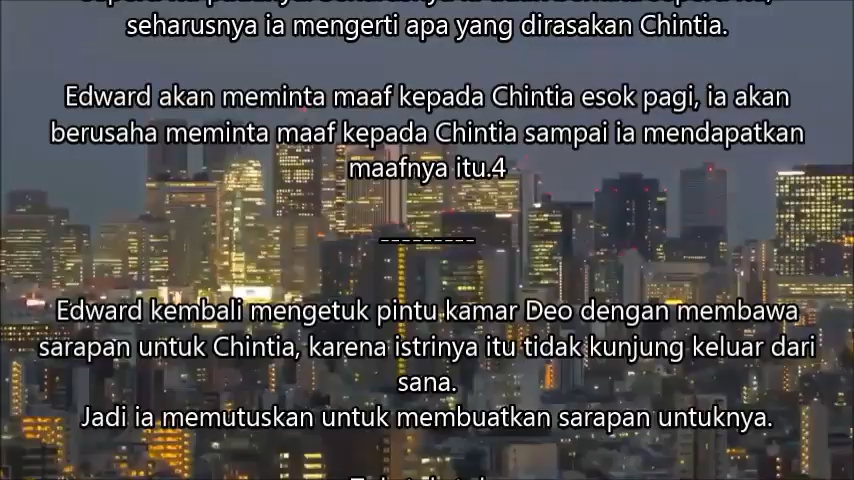 seharusnya ia mengerti apa yang dirasakan Chintia.
Edward akan meminta maaf kepada Chintia esok pagi, ia akan
berusaha meminta maaf kepada Chintia sampai ia mendapatkan
maafnya itu.4
---------
Edward kembali mengetuk pintu kamar Deo dengan membawa
sarapan untuk Chintia, karena istrinya itu tidak kunjung keluar dari
sana.
Jadi ia memutuskan untuk membuatkan sarapan untuknya.